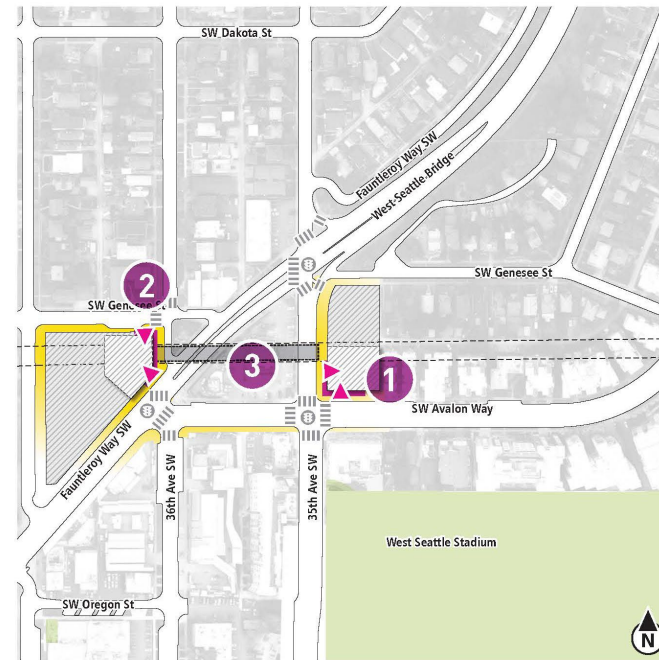 SW Dakota St
Fauntleroy Way SW
West Seattle Bridge
SW Genesee St
2
SW Genesee St
3
1
SW Avalon Way
Fauntleroy Way SW
36th Ave SW
35th Ave SW
West Seattle Stadium
SW Oregon St
N